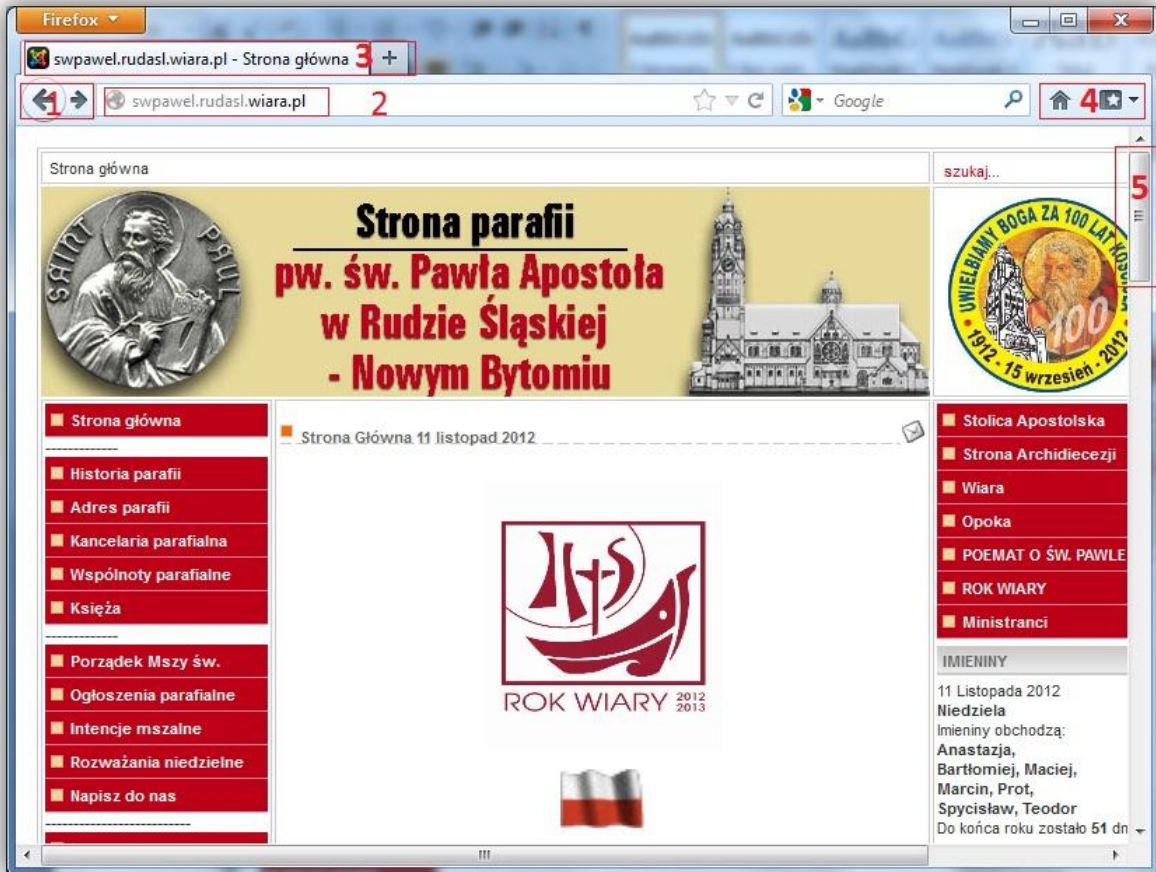 Firefox
swpawel.rudasl.wiara.pl - Strona główna 3 +
1 swpawel.rudasl.wiara.pl 2 Google 4
5
Strona główna
szukaj...
SAINT PAUL
Strona parafii
pw. św. Pawła Apostoła
w Rudzie Śląskiej
- Nowym Bytomiu
UWIELBIAMY BOGA ZA 100 LAT
100
1912 - 15 wrzesień - 2012
Strona główna
-------------
Historia parafii
Adres parafii
Kancelaria parafialna
Wspólnoty parafialne
Księża
-------------
Porządek Mszy św.
Ogłoszenia parafialne
Intencje mszalne
Rozważania niedzielne
Napisz do nas
--------------------------
Strona Główna 11 listopad 2012
IHS
ROK WIARY 2012
2013
Stolica Apostolska
Strona Archidiecezji
Wiara
Opoka
POEMAT O ŚW. PAWLE
ROK WIARY
Ministranci
IMIENINY
11 Listopada 2012
Niedziela
Imieniny obchodzą:
Anastazja,
Bartłomiej, Maciej,
Marcin, Prot,
Spycisław, Teodor
Do końca roku zostało 51 dn